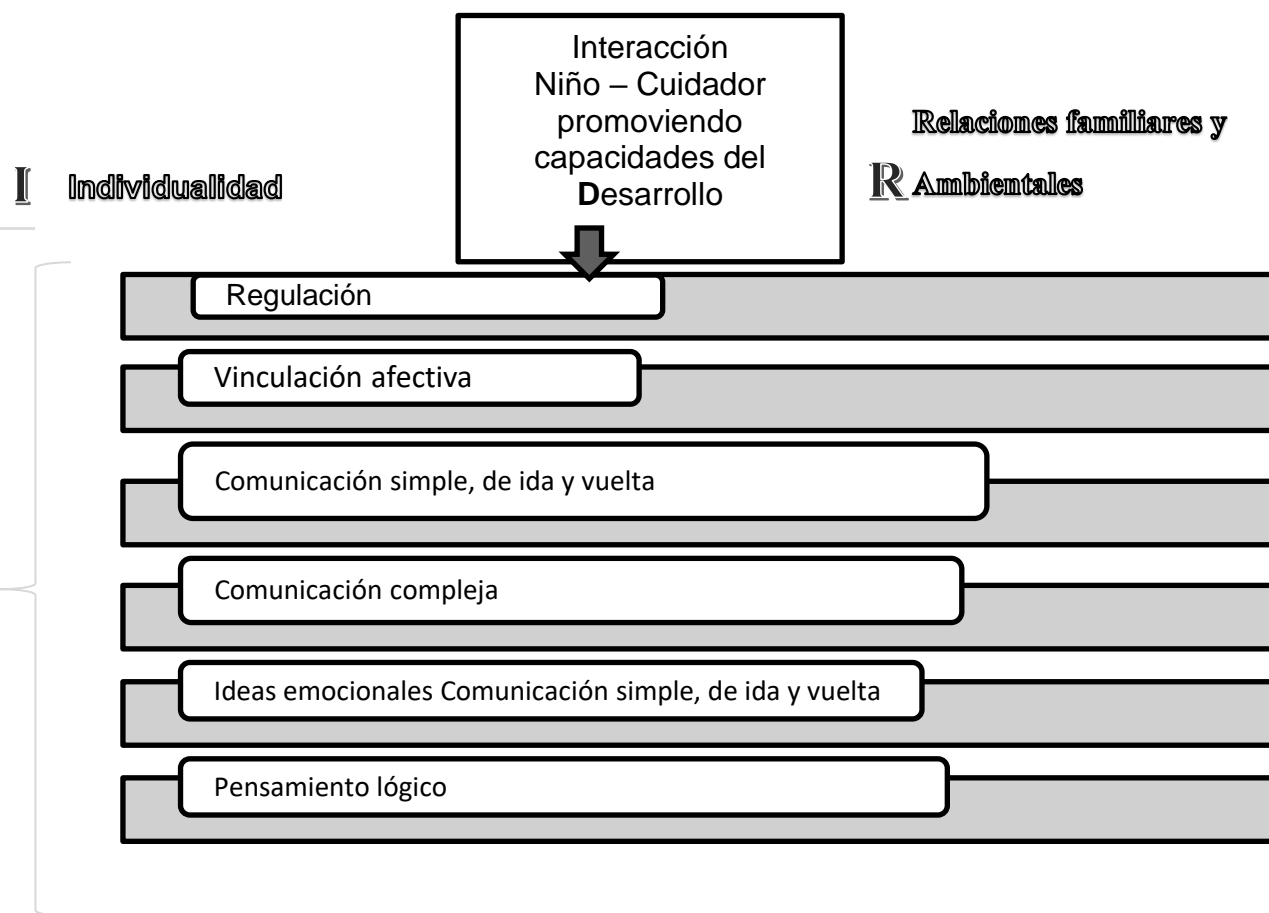 Interacción
Niño – Cuidador
promoviendo
capacidades del
Desarrollo
I Individualidad
Relaciones familiares y
R Ambientales
Regulación
Vinculación afectiva
Comunicación simple, de ida y vuelta
Comunicación compleja
Ideas emocionales Comunicación simple, de ida y vuelta
Pensamiento lógico